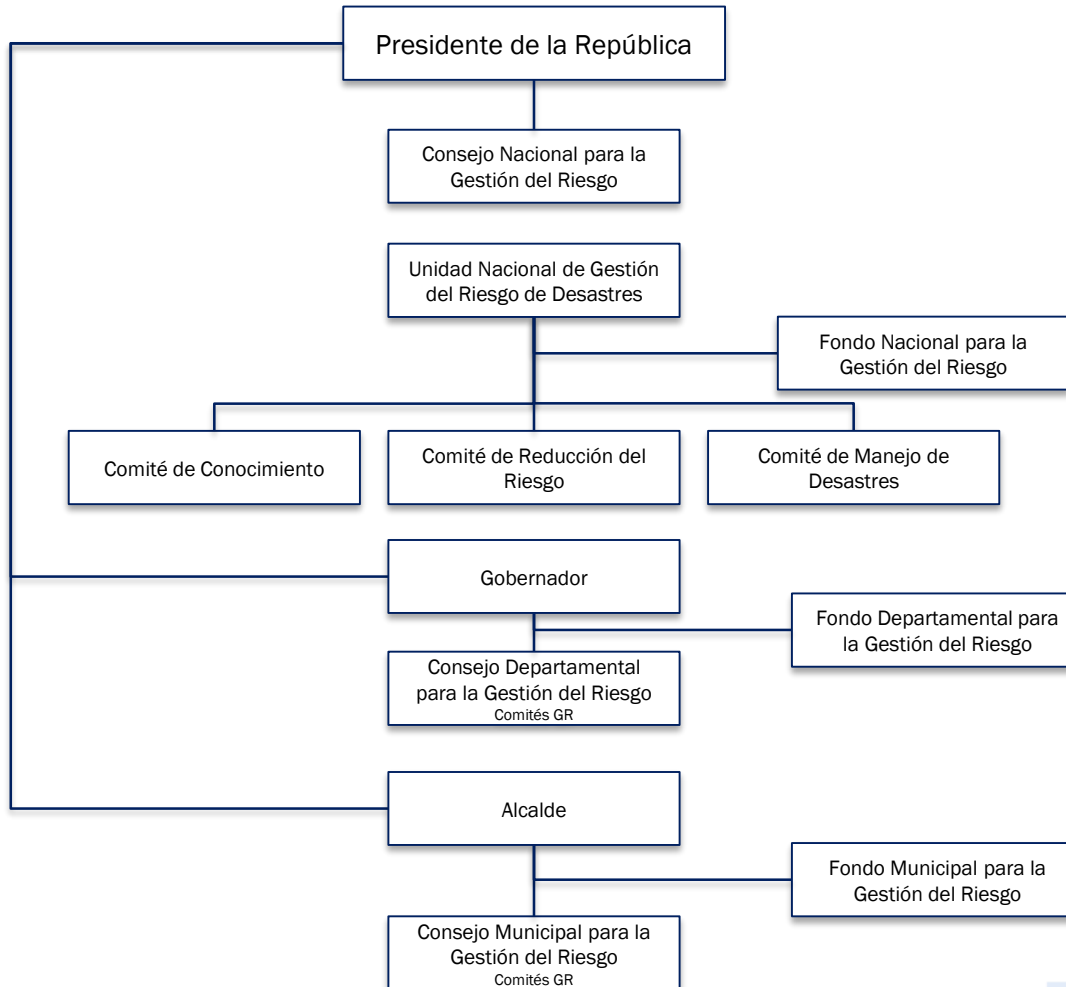 Presidente de la República
Consejo Nacional para la
Gestión del Riesgo
Unidad Nacional de Gestión
del Riesgo de Desastres
Fondo Nacional para la
Gestión del Riesgo
Comité de Conocimiento
Comité de Reducción del
Riesgo
Comité de Manejo de
Desastres
Gobernador
Fondo Departamental para
la Gestión del Riesgo
Consejo Departamental
para la Gestión del Riesgo
Comités GR
Alcalde
Fondo Municipal para la
Gestión del Riesgo
Consejo Municipal para la
Gestión del Riesgo
Comités GR